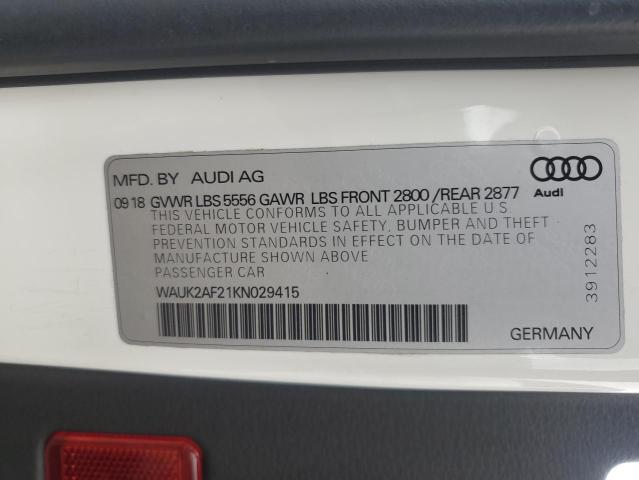 MFD. BY AUDI AG
Audi
09 18 GVWR LBS 5556 GAWR LBS FRONT 2800 /REAR 2877
THIS VEHICLE CONFORMS TO ALL APPLICABLE U.S.
FEDERAL MOTOR VEHICLE SAFETY, BUMPER AND THEFT
PREVENTION STANDARDS IN EFFECT ON THE DATE OF
MANUFACTURE SHOWN ABOVE
PASSENGER CAR
WAUK2AF21KN029415
GERMANY
3912283